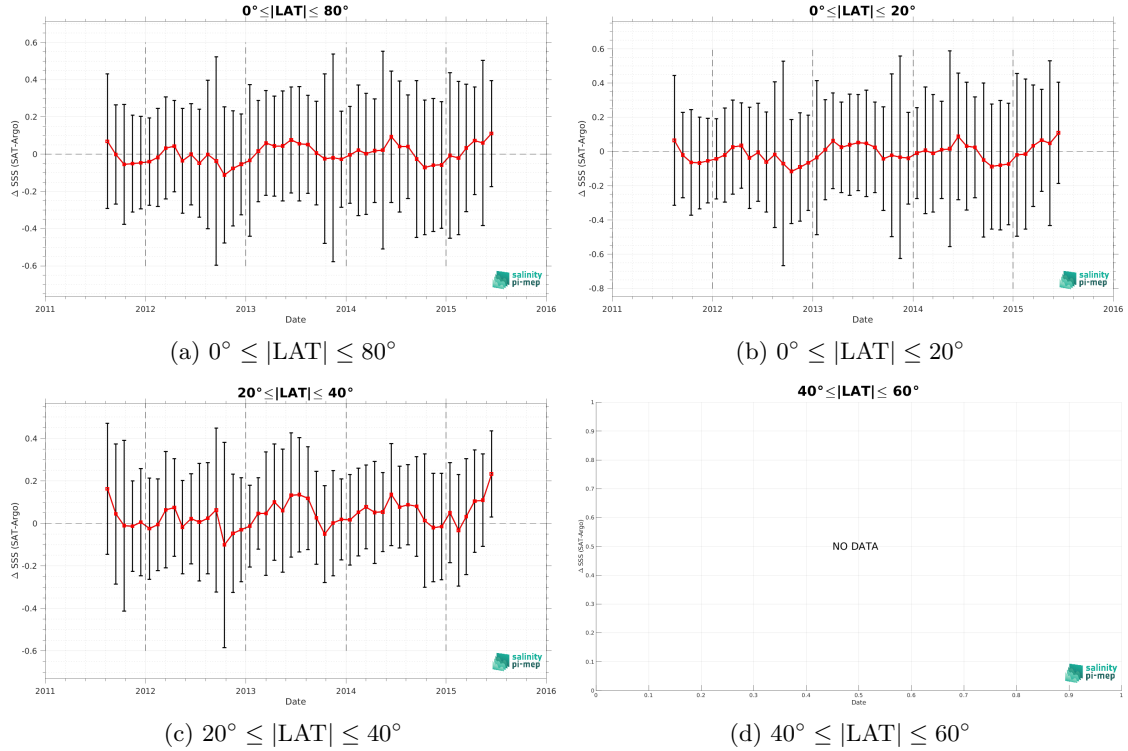 0°≤|LAT|≤ 80°
Δ SSS (SAT-Argo)
0.6
0.4
0.2
0
-0.2
-0.4
-0.6
2011 2012 2013 2014 2015 2016
Date
salinity
pi-mep
(a) 0° ≤ |LAT| ≤ 80°
0°≤|LAT|≤ 20°
Δ SSS (SAT-Argo)
0.6
0.4
0.2
0
-0.2
-0.4
-0.6
-0.8
2011 2012 2013 2014 2015 2016
Date
salinity
pi-mep
(b) 0° ≤ |LAT| ≤ 20°
20°≤|LAT|≤ 40°
Δ SSS (SAT-Argo)
0.4
0.2
0
-0.2
-0.4
-0.6
2011 2012 2013 2014 2015 2016
Date
salinity
pi-mep
(c) 20° ≤ |LAT| ≤ 40°
40°≤|LAT|≤ 60°
Δ SSS (SAT-Argo)
1
0.9
0.8
0.7
0.6
0.5
0.4
0.3
0.2
0.1
0
NO DATA
0 0.1 0.2 0.3 0.4 0.5 0.6 0.7 0.8 0.9 1
Date
salinity
pi-mep
(d) 40° ≤ |LAT| ≤ 60°